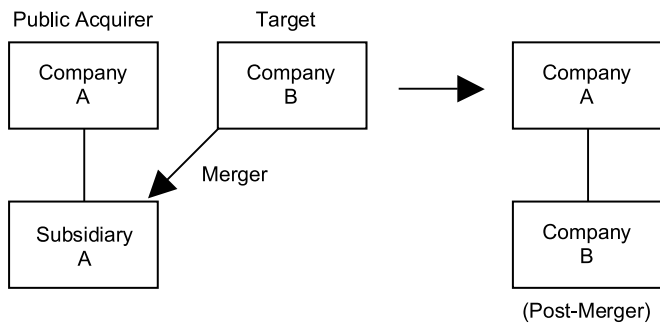 Public Acquirer
Target
Company
A
Company
B
Company
A
Merger
Subsidiary
A
Company
B
(Post-Merger)